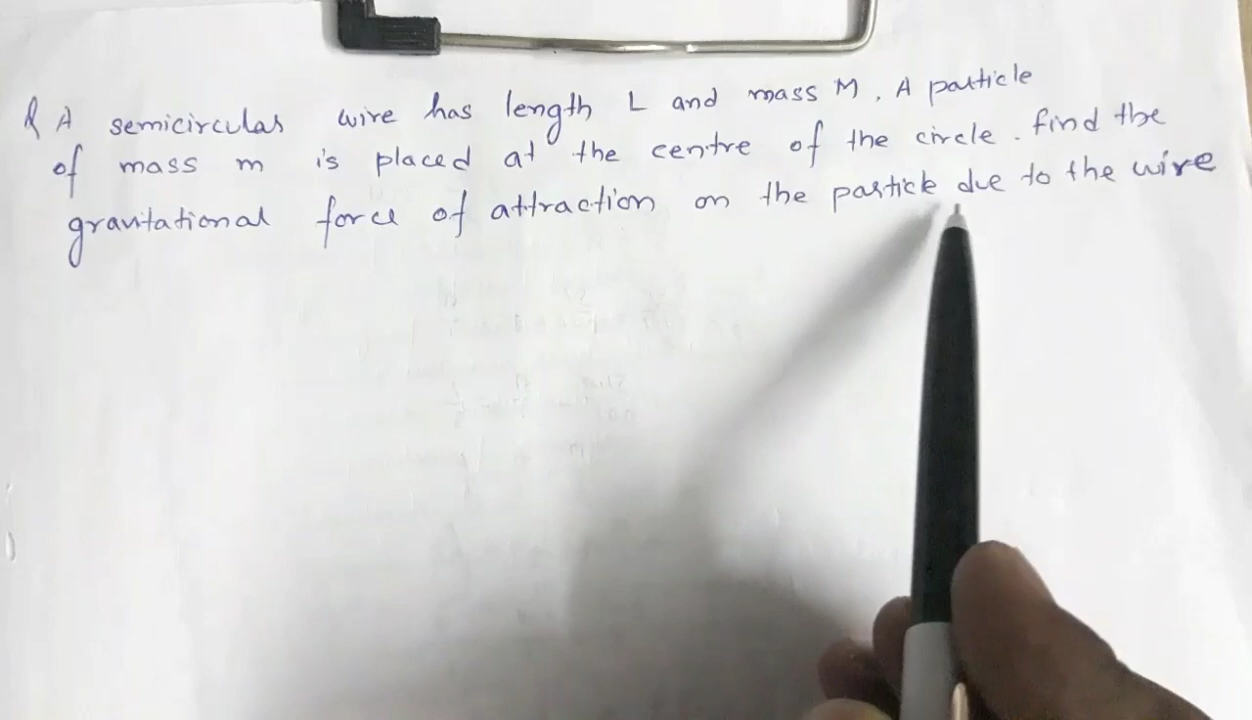 Q A semicircular wire has length L and mass M. A particle
of mass m is placed at the centre of the circle. find the
gravitational force of attraction on the particle due to the wire